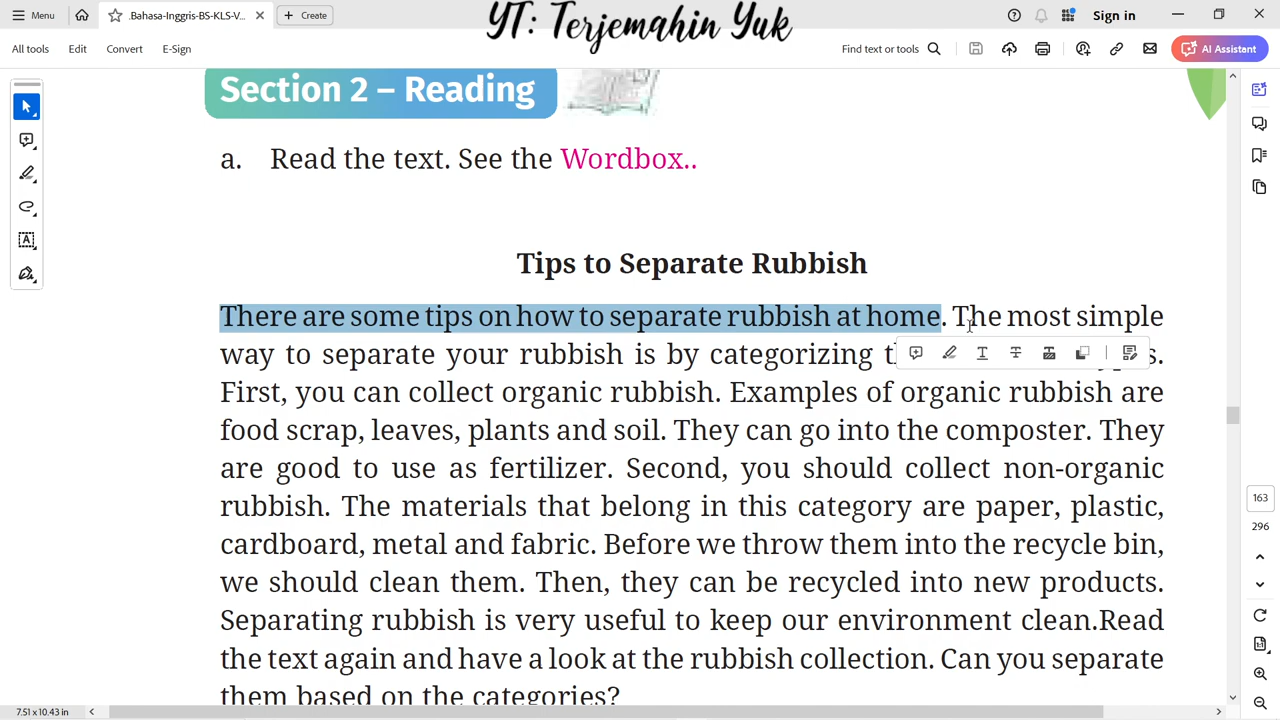 YT: Terjemahin Yuk
Menu
.Bahasa-Inggris-BS-KLS-V...
Create
Sign in
All tools
Edit
Convert
E-Sign
Find text or tools
AI Assistant
Section 2 – Reading
a. Read the text. See the Wordbox..
Tips to Separate Rubbish
There are some tips on how to separate rubbish at home. The most simple
way to separate your rubbish is by categorizing
First, you can collect organic rubbish. Examples of organic rubbish are
food scrap, leaves, plants and soil. They can go into the composter. They
are good to use as fertilizer. Second, you should collect non-organic
rubbish. The materials that belong in this category are paper, plastic,
cardboard, metal and fabric. Before we throw them into the recycle bin,
we should clean them. Then, they can be recycled into new products.
Separating rubbish is very useful to keep our environment clean.Read
the text again and have a look at the rubbish collection. Can you separate
them based on the categories?
163
296
7.51 x 10.43 in